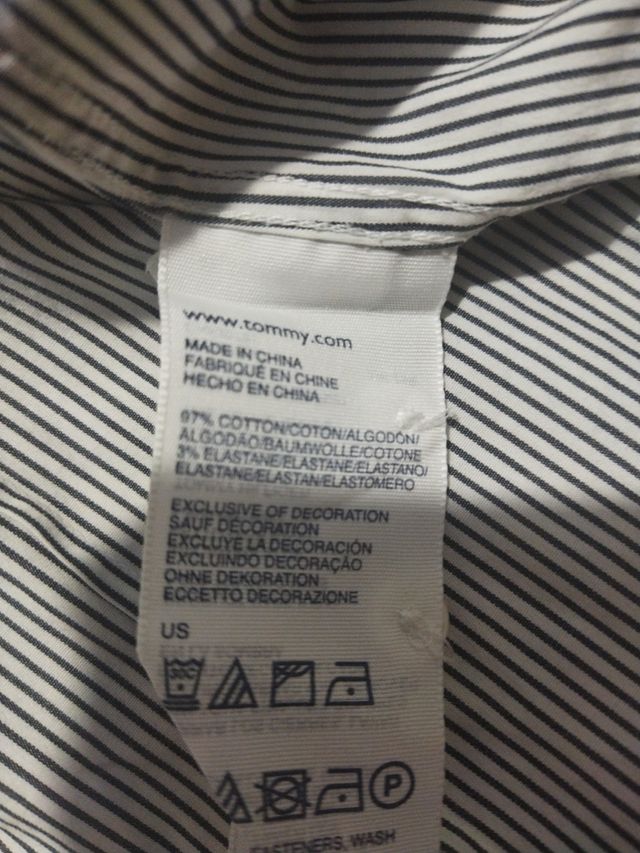 www.tommy.com
MADE IN CHINA
FABRIQUÉ EN CHINE
HECHO EN CHINA
97% COTTON/COTON/ALGODÓN/
ALGODÃO/BAUMWOLLE/COTONE
3% ELASTANE/ELASTANE/ELASTANO/
ELASTANE/ELASTAN/ELASTOMERO
EXCLUSIVE OF DECORATION
SAUF DÉCORATION
EXCLUYE LA DECORACIÓN
EXCLUINDO DECORAÇÃO
OHNE DEKORATION
ECCETTO DECORAZIONE
US
30C
P
FASTENERS, WASH